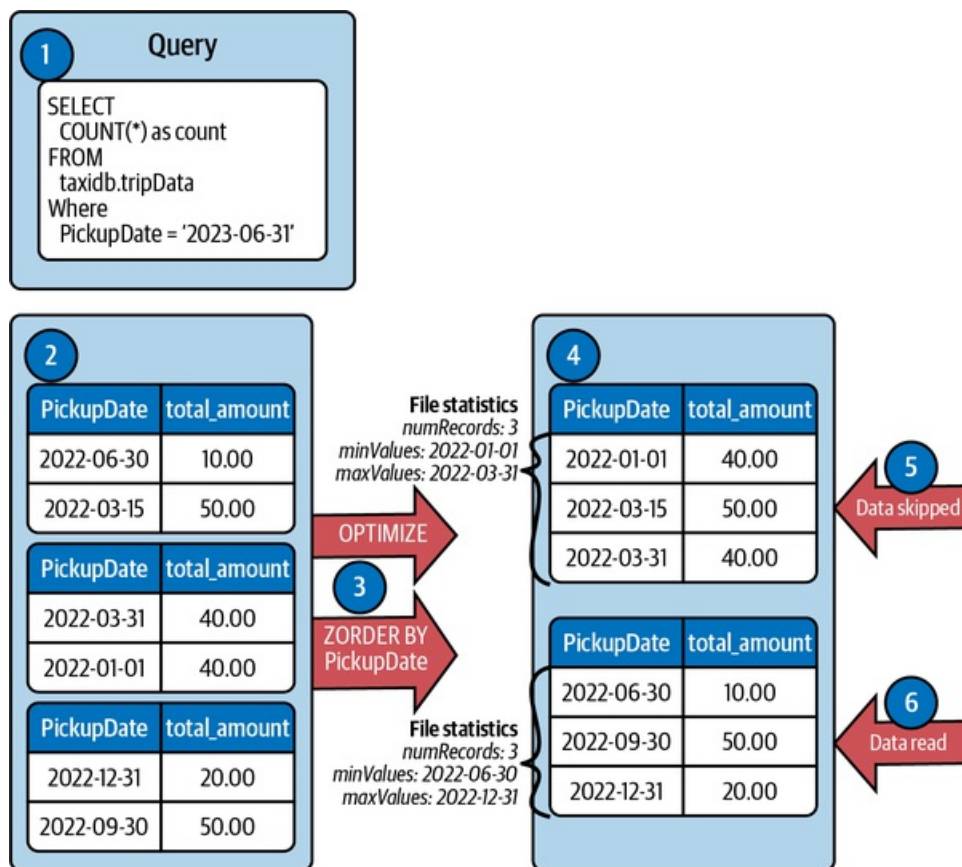 1
Query
SELECT
COUNT(*) as count
FROM
taxidb.tripData
Where
PickupDate = '2023-06-31'
2
PickupDate total_amount
2022-06-30 10.00
2022-03-15 50.00
PickupDate total_amount
2022-03-31 40.00
2022-01-01 40.00
PickupDate total_amount
2022-12-31 20.00
2022-09-30 50.00
OPTIMIZE
3
ZORDER BY
PickupDate
File statistics
numRecords: 3
minValues: 2022-01-01
maxValues: 2022-03-31
File statistics
numRecords: 3
minValues: 2022-06-30
maxValues: 2022-12-31
4
PickupDate total_amount
2022-01-01 40.00
2022-03-15 50.00
2022-03-31 40.00
PickupDate total_amount
2022-06-30 10.00
2022-09-30 50.00
2022-12-31 20.00
5
Data skipped
6
Data read